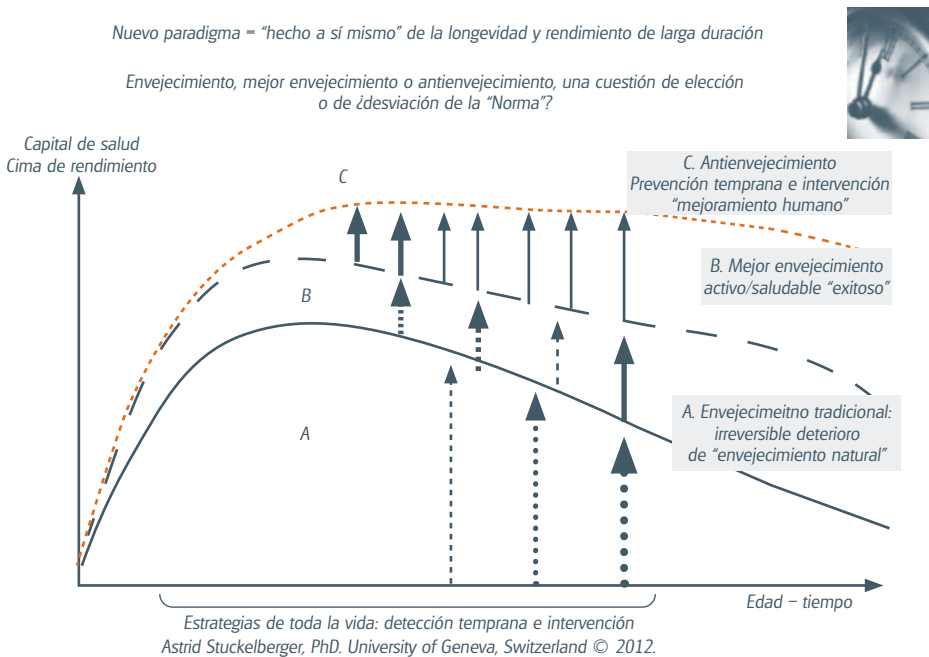 Nuevo paradigma = “hecho a sí mismo” de la longevidad y rendimiento de larga duración
Envejecimiento, mejor envejecimiento o antienvejecimiento, una cuestión de elección
o de ¿desviación de la “Norma”?
Capital de salud
Cima de rendimiento
C
C. Antienvejecimiento
Prevención temprana e intervención
“mejoramiento humano”
B. Mejor envejecimiento
activo/saludable “exitoso”
B
A. Envejecimeitno tradicional:
irreversible deterioro
de “envejecimiento natural”
A
Edad – tiempo
Estrategias de toda la vida: detección temprana e intervención
Astrid Stuckelberger, PhD. University of Geneva, Switzerland © 2012.